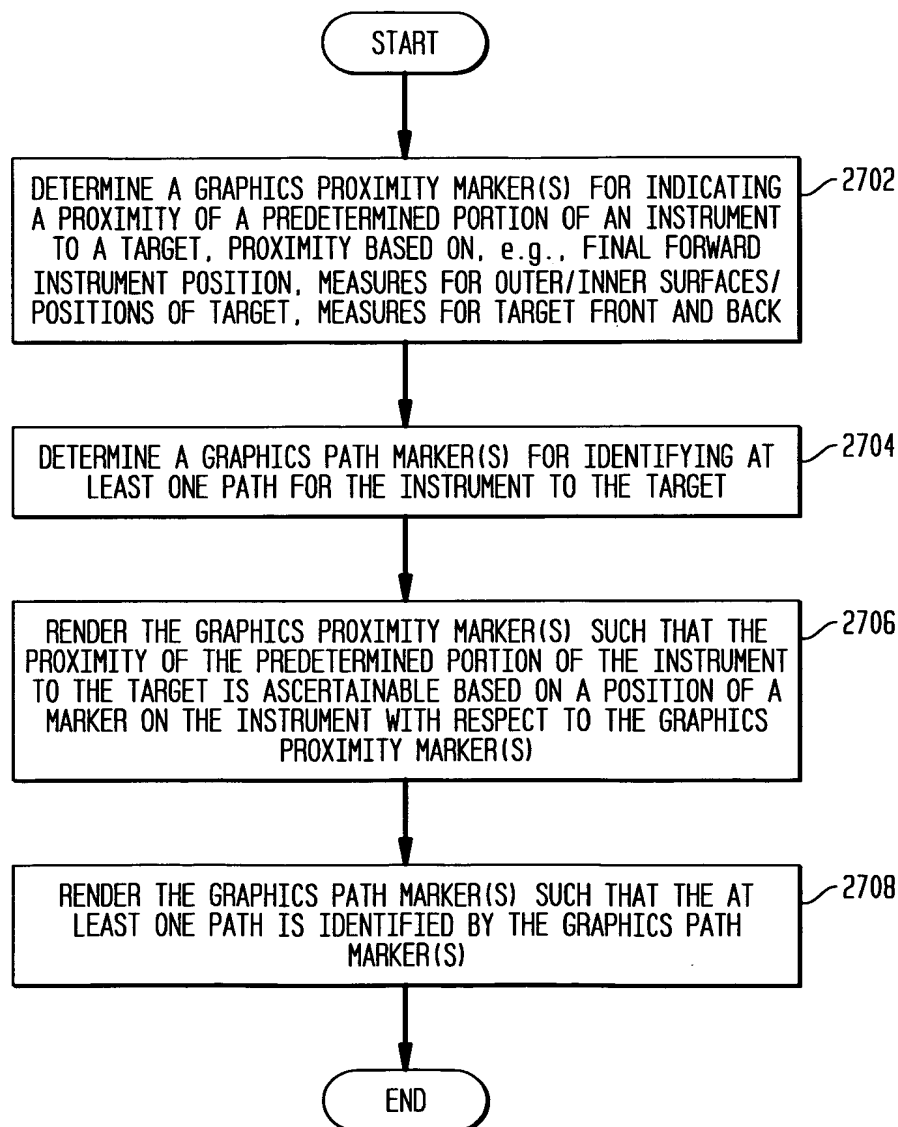 START
DETERMINE A GRAPHICS PROXIMITY MARKER(S) FOR INDICATING
A PROXIMITY OF A PREDETERMINED PORTION OF AN INSTRUMENT
TO A TARGET, PROXIMITY BASED ON, e.g., FINAL FORWARD
INSTRUMENT POSITION, MEASURES FOR OUTER/INNER SURFACES/
POSITIONS OF TARGET, MEASURES FOR TARGET FRONT AND BACK
2702
DETERMINE A GRAPHICS PATH MARKER(S) FOR IDENTIFYING AT
LEAST ONE PATH FOR THE INSTRUMENT TO THE TARGET
2704
RENDER THE GRAPHICS PROXIMITY MARKER(S) SUCH THAT THE
PROXIMITY OF THE PREDETERMINED PORTION OF THE INSTRUMENT
TO THE TARGET IS ASCERTAINABLE BASED ON A POSITION OF A
MARKER ON THE INSTRUMENT WITH RESPECT TO THE GRAPHICS
PROXIMITY MARKER(S)
2706
RENDER THE GRAPHICS PATH MARKER(S) SUCH THAT THE AT
LEAST ONE PATH IS IDENTIFIED BY THE GRAPHICS PATH
MARKER(S)
2708
END